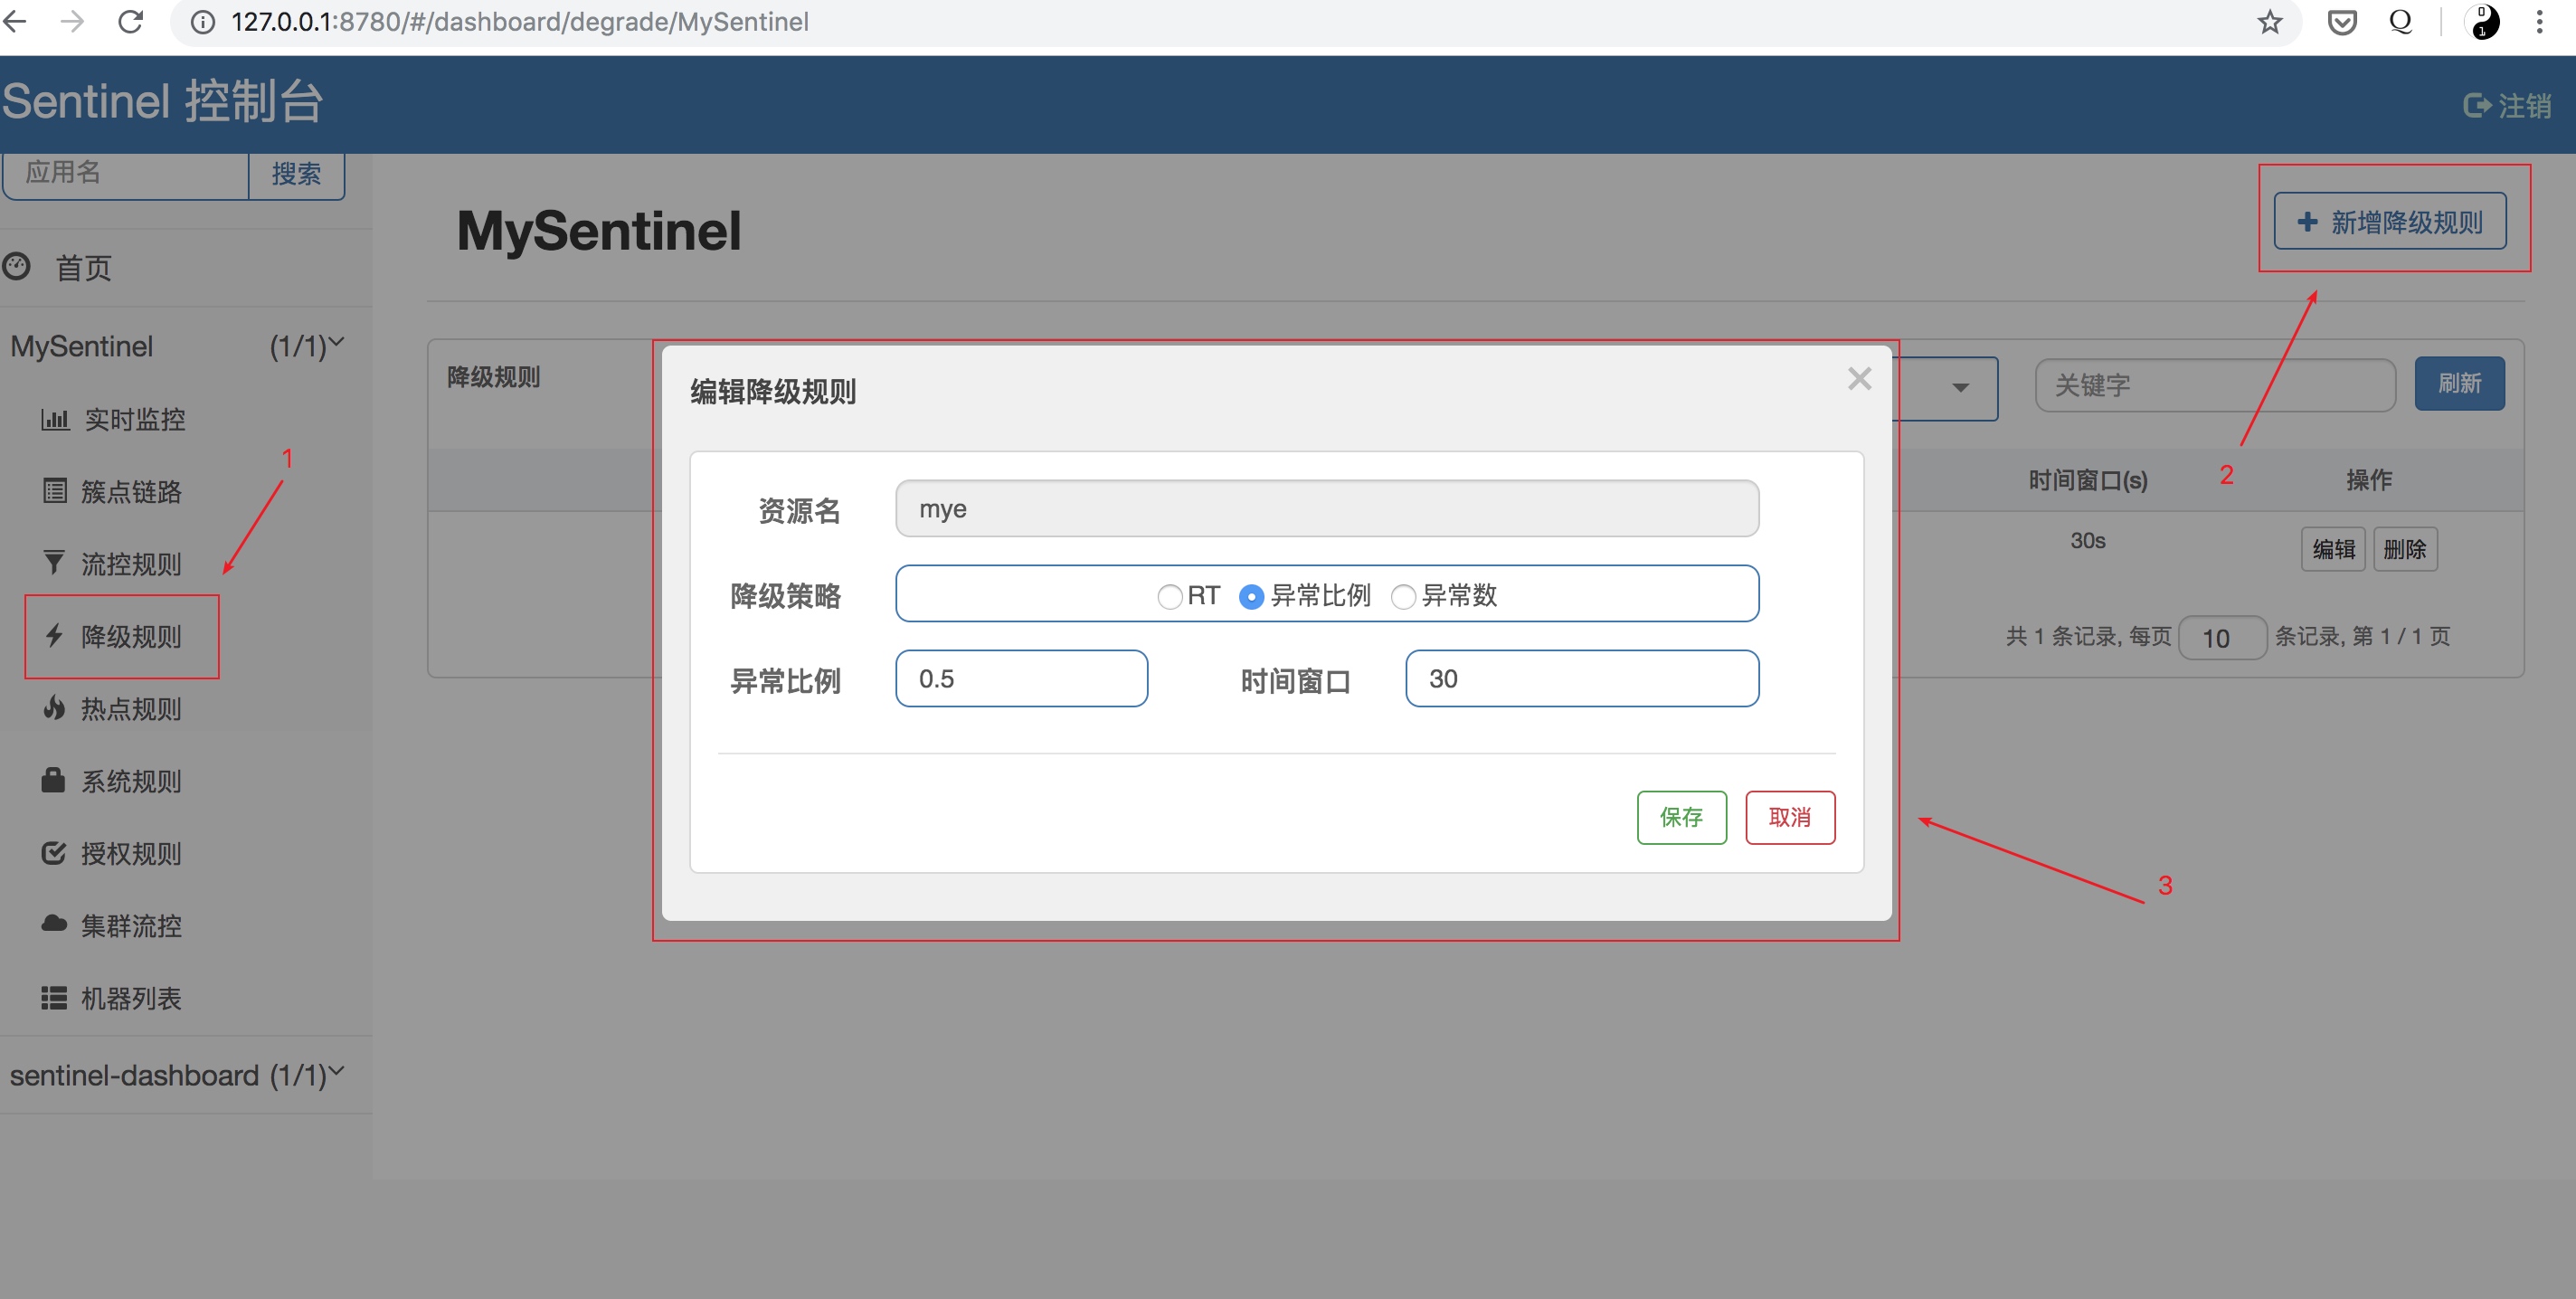 127.0.0.1:8780/#/dashboard/degrade/MySentinel
Sentinel 控制台
注销
应用名
搜索
MySentinel
新增降级规则
首页
MySentinel (1/1)
降级规则
关键字
刷新
编辑降级规则
实时监控
1
簇点链路
时间窗口(s)
2
操作
资源名
mye
流控规则
30s
编辑
删除
降级策略
RT
异常比例
异常数
降级规则
共 1 条记录, 每页 10 条记录, 第 1 / 1 页
异常比例
0.5
时间窗口
30
热点规则
系统规则
保存
取消
授权规则
3
集群流控
机器列表
sentinel-dashboard (1/1)